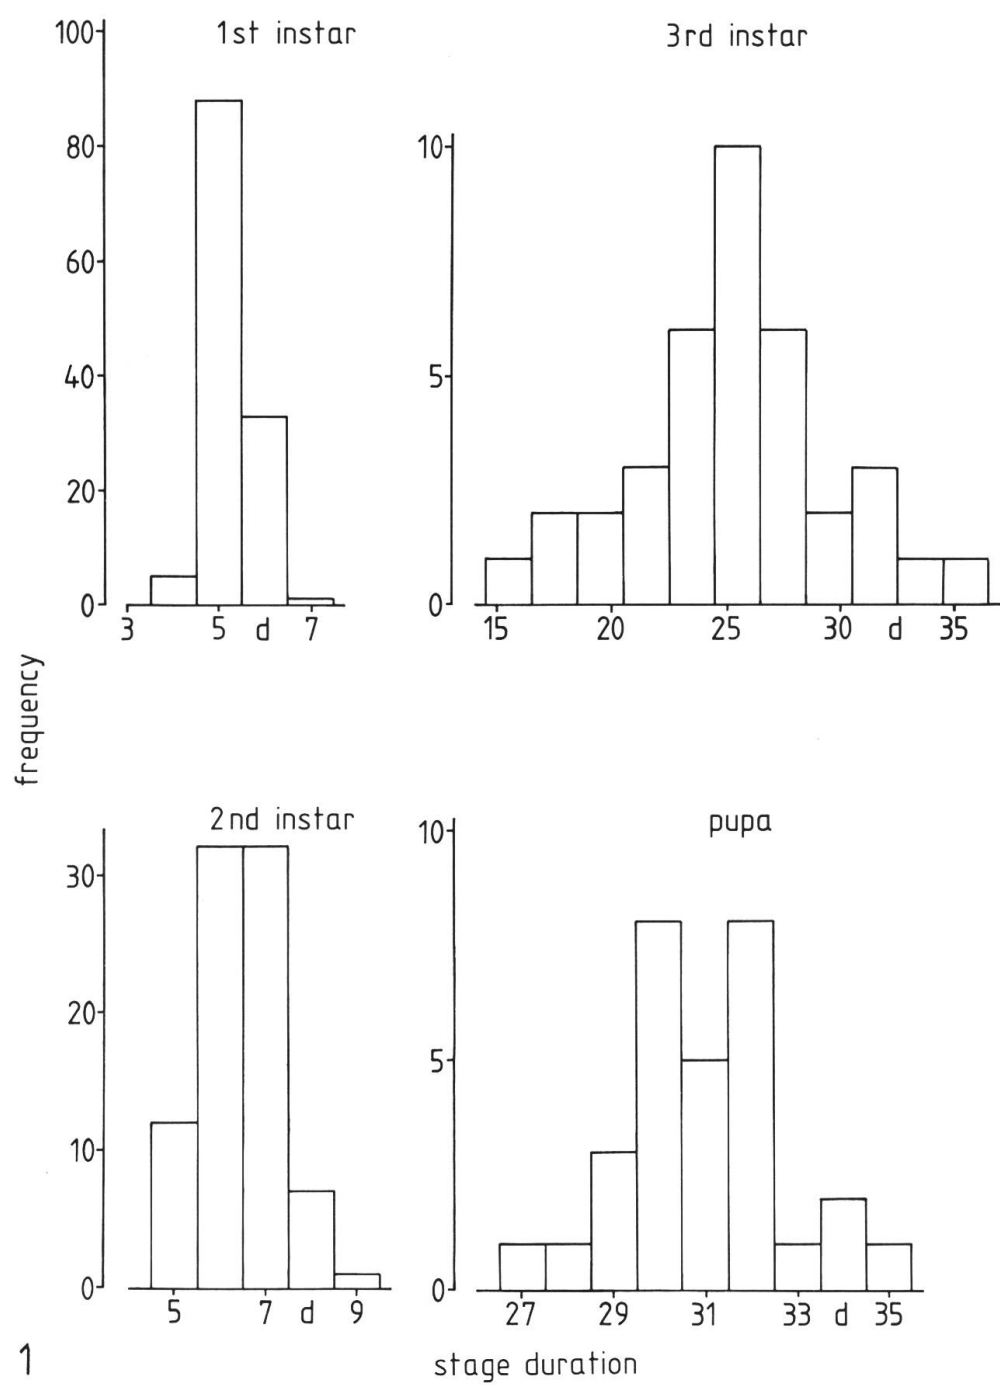 1st instar
100
80
60
40
20
0
3 5 d 7
3rd instar
10
5
0
15 20 25 30 d 35
frequency
2nd instar
30
20
10
0
5 7 d 9
pupa
10
5
0
27 29 31 33 d 35
1
stage duration